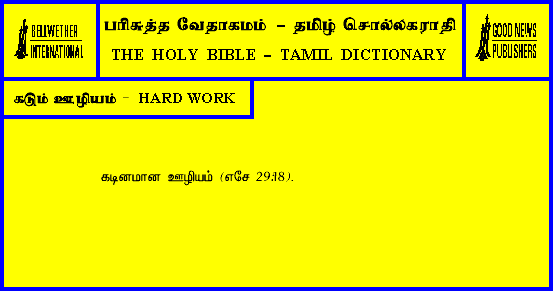 BELLWETHER
INTERNATIONAL
பரிசுத்த வேதாகமம் - தமிழ் சொல்லகராதி
THE HOLY BIBLE - TAMIL DICTIONARY
GOOD NEWS
PUBLISHERS
கடும் ஊழியம் - HARD WORK
கடினமான ஊழியம் (எசே 29:18).